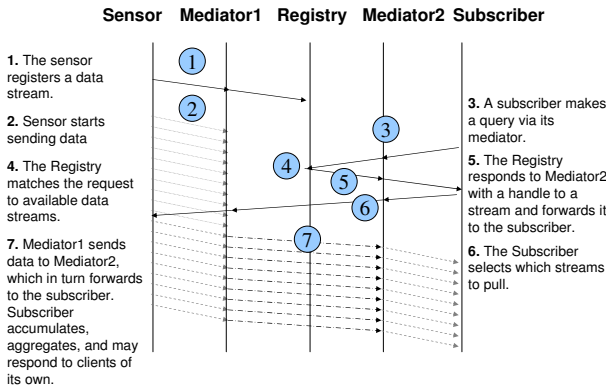 Sensor Mediator1 Registry Mediator2 Subscriber
1. The sensor
registers a data
stream.
2. Sensor starts
sending data
4. The Registry
matches the request
to available data
streams.
7. Mediator1 sends
data to Mediator2,
which in turn forwards
to the subscriber.
Subscriber
accumulates,
aggregates, and may
respond to clients of
its own.
1
2
3
4
5
6
7
3. A subscriber makes
a query via its
mediator.
5. The Registry
responds to Mediator2
with a handle to a
stream and forwards it
to the subscriber.
6. The Subscriber
selects which streams
to pull.